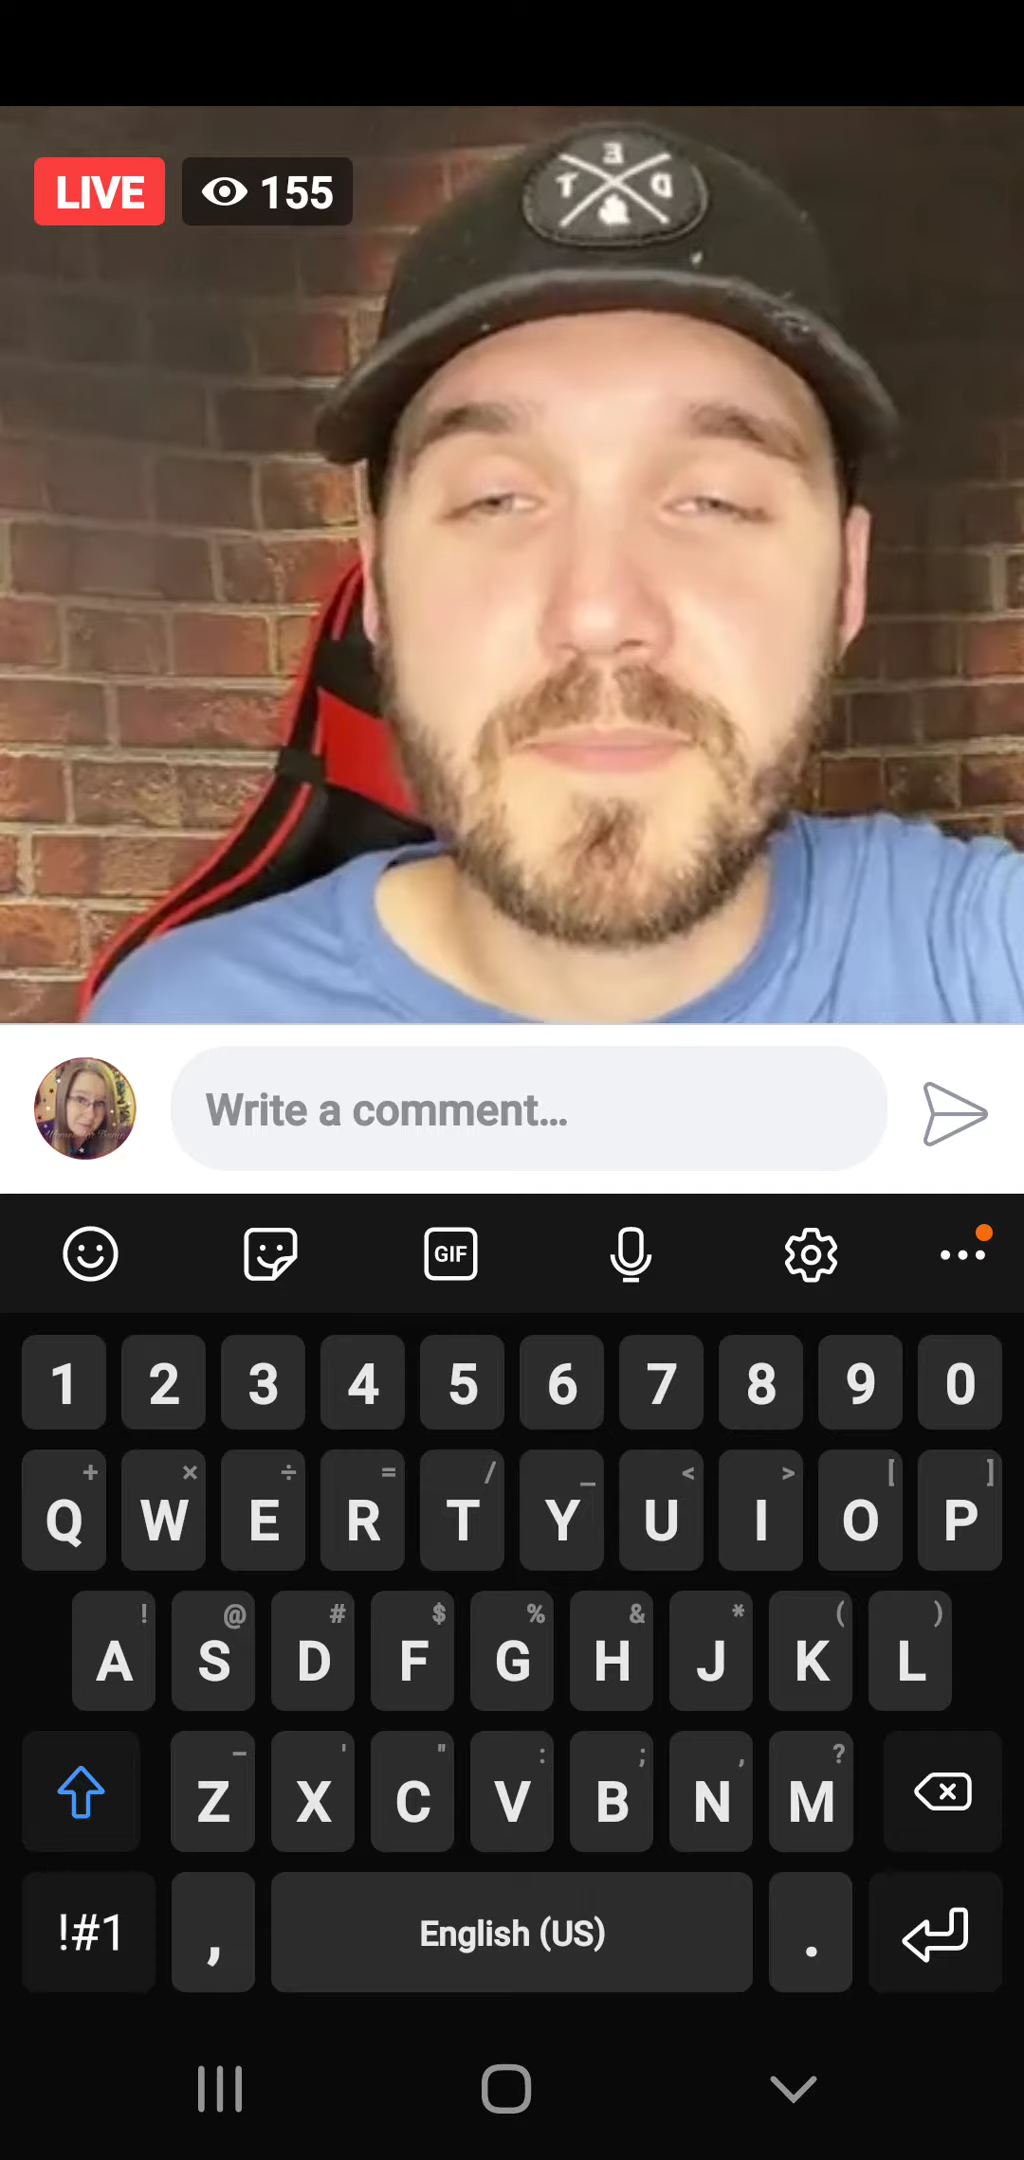 E
T D
LIVE 155
Write a comment...
GIF
1 2 3 4 5 6 7 8 9 0
+ × ÷ = / _ < > [ ]
Q W E R T Y U I O P
! @ # $ % & * ( )
A S D F G H J K L
- ' " : ; , ?
Z X C V B N M
!#1 , English (US) .